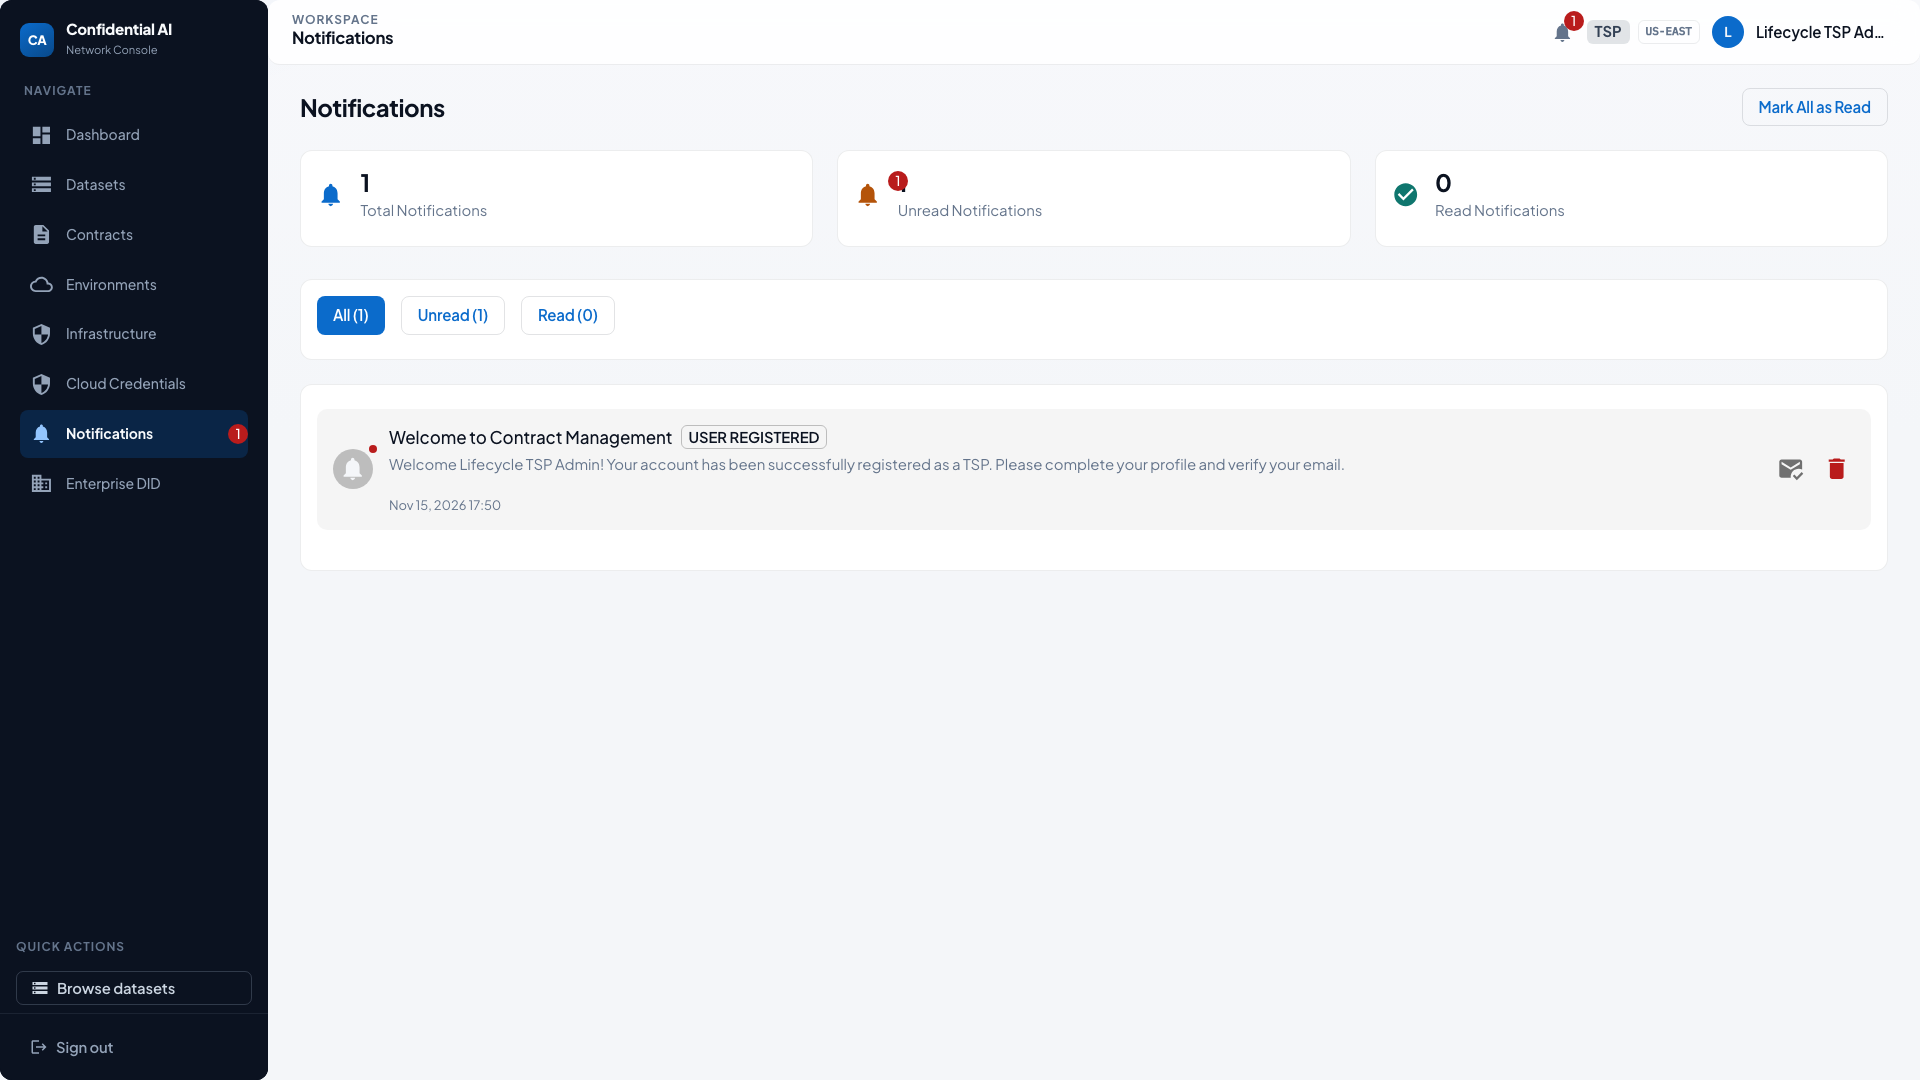 CA
Confidential AI
Network Console
NAVIGATE
Dashboard
Datasets
Contracts
Environments
Infrastructure
Cloud Credentials
Notifications 1
Enterprise DID
QUICK ACTIONS
Browse datasets
Sign out
WORKSPACE
Notifications
1
TSP
US-EAST
L
Lifecycle TSP Ad...
Notifications
Mark All as Read
1
Total Notifications
1
Unread Notifications
0
Read Notifications
All (1)
Unread (1)
Read (0)
Welcome to Contract Management USER REGISTERED
Welcome Lifecycle TSP Admin! Your account has been successfully registered as a TSP. Please complete your profile and verify your email.
Nov 15, 2026 17:50